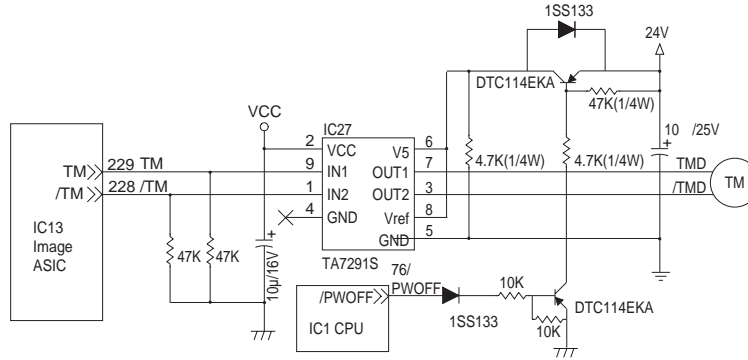 1SS133
24V
DTC114EKA
47K(1/4W)
VCC
IC27
10 /25V
2 VCC V5 6
4.7K(1/4W) 4.7K(1/4W)
TM 229 TM 9 IN1 OUT1 7 TMD
/TM 228 /TM 1 IN2 OUT2 3 /TMD
TM
4 GND Vref 8
GND 5
IC13
Image
ASIC
47K 47K
10µ/16V
TA7291S
76/
PWOFF
/PWOFF
10K
IC1 CPU
1SS133
10K
DTC114EKA